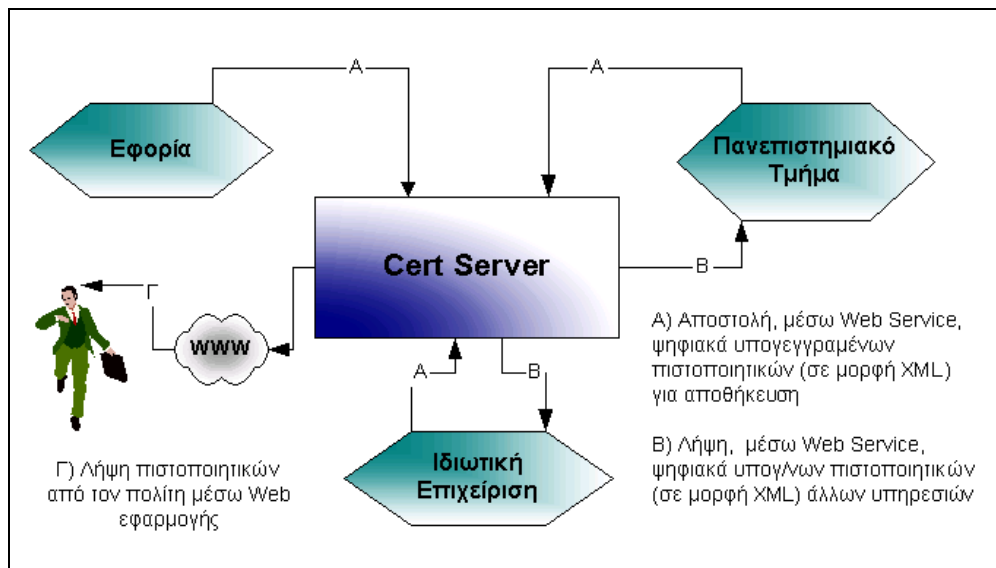 Α
Α
Εφορία
Πανεπιστημιακό
Τμήμα
Cert Server
Β
Γ
www
Α
Β
Α) Αποστολή, μέσω Web Service,
ψηφιακά υπογεγγραμένων
πιστοποιητικών (σε μορφή XML)
για αποθήκευση
Ιδιωτική
Επιχείριση
Β) Λήψη, μέσω Web Service,
ψηφιακά υπογ/νων πιστοποιητικών
(σε μορφή XML) άλλων υπηρεσιών
Γ) Λήψη πιστοποιητικών
από τον πολίτη μέσω Web
εφαρμογής